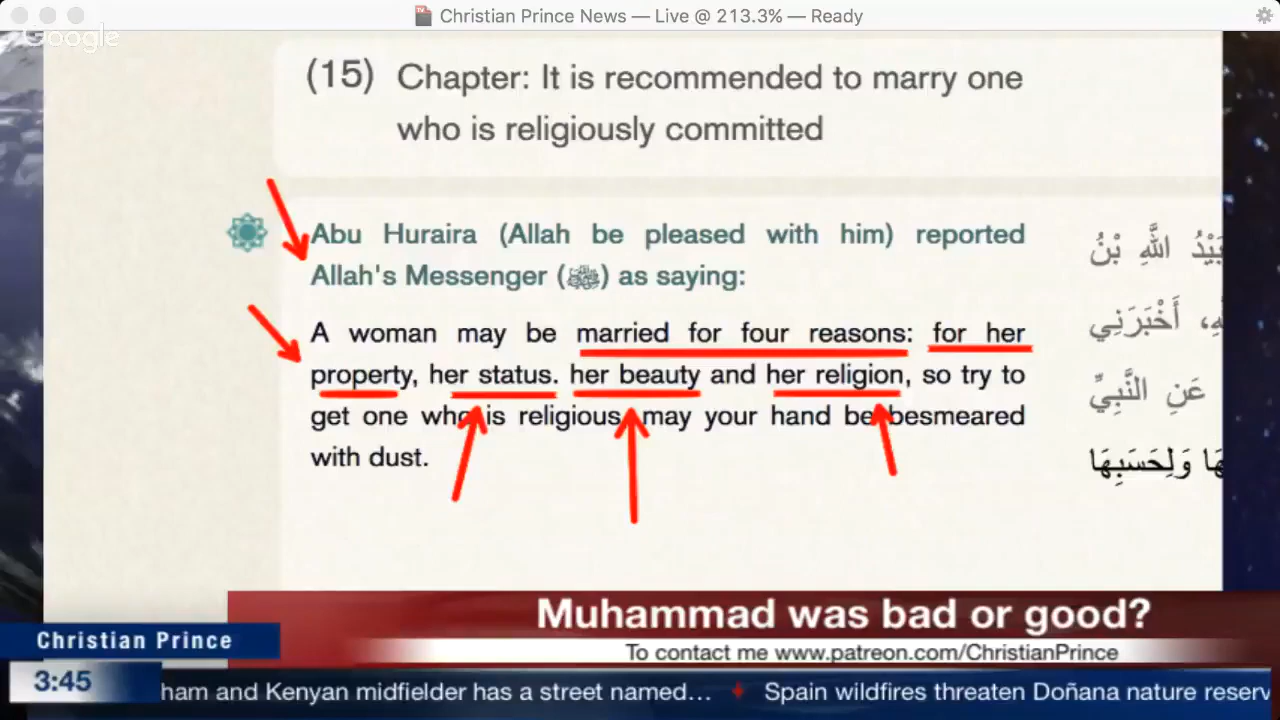 Christian Prince News — Live @ 213.3% — Ready
Google
(15) Chapter: It is recommended to marry one
who is religiously committed
Abu Huraira (Allah be pleased with him) reported
Allah's Messenger (ﷺ) as saying:
A woman may be married for four reasons: for her
property, her status. her beauty and her religion, so try to
get one who is religious, may your hand be besmeared
with dust.
بَيْدُ اللَّهِ بْنُ
أَخْبَرَنِي
عَنِ النَّبِيِّ
هَا وَلِحَسَبِهَا
Muhammad was bad or good?
Christian Prince
To contact me www.patreon.com/ChristianPrince
3:45
ham and Kenyan midfielder has a street named... ♦ Spain wildfires threaten Doñana nature reserv